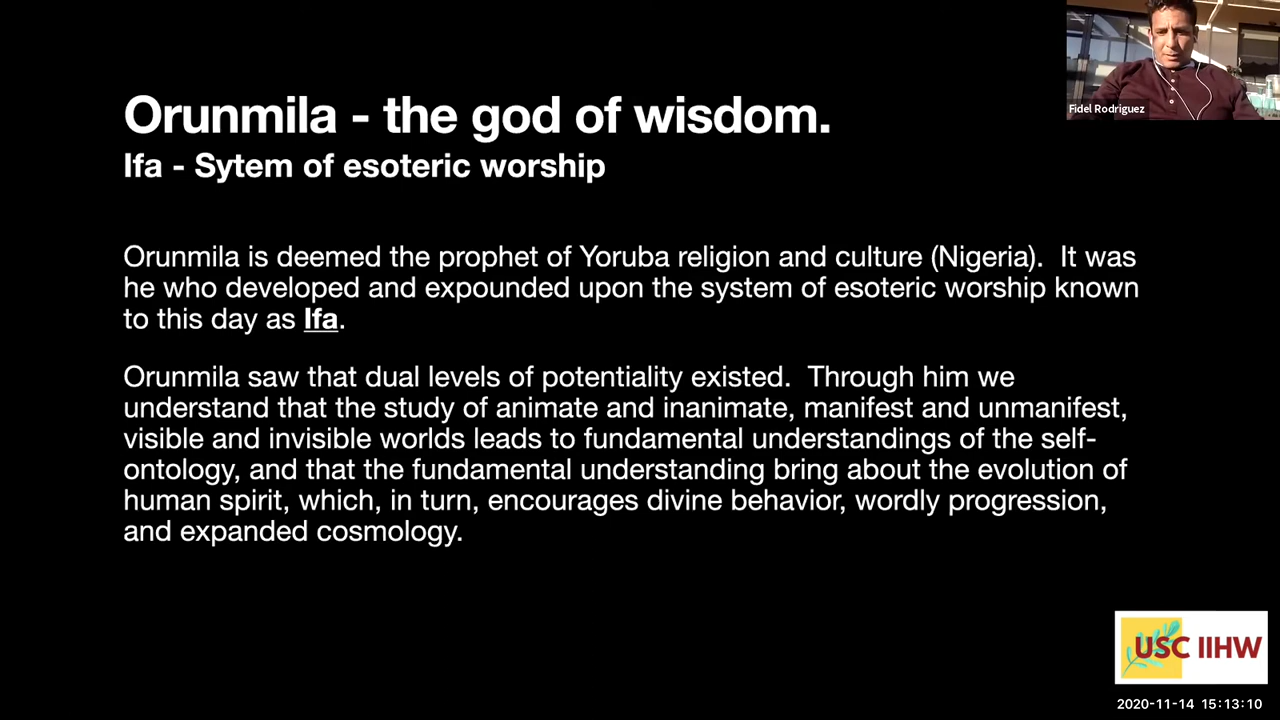 Orunmila - the god of wisdom.
Ifa - Sytem of esoteric worship
Orunmila is deemed the prophet of Yoruba religion and culture (Nigeria).  It was
he who developed and expounded upon the system of esoteric worship known
to this day as Ifa.
Orunmila saw that dual levels of potentiality existed.  Through him we
understand that the study of animate and inanimate, manifest and unmanifest,
visible and invisible worlds leads to fundamental understandings of the self-
ontology, and that the fundamental understanding bring about the evolution of
human spirit, which, in turn, encourages divine behavior, wordly progression,
and expanded cosmology.
Fidel Rodriguez
USC IIHW
2020-11-14 15:13:10